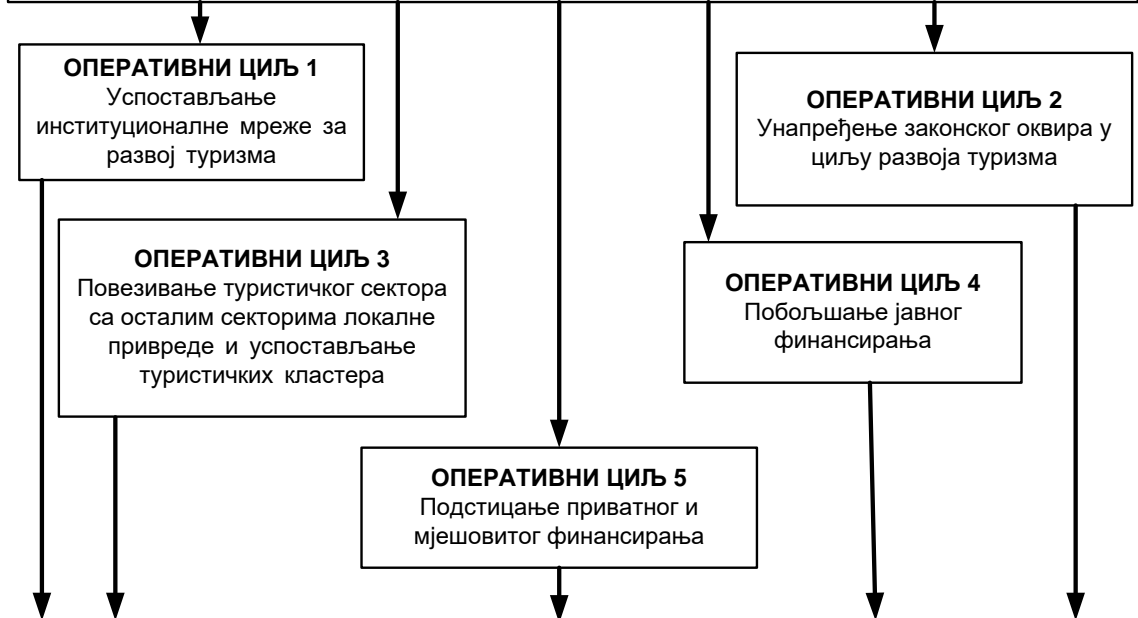 ОПЕРАТИВНИ ЦИЉ 1
Успостављање
институционалне мреже за
развој туризма
ОПЕРАТИВНИ ЦИЉ 2
Унапређење законског оквира у
циљу развоја туризма
ОПЕРАТИВНИ ЦИЉ 3
Повезивање туристичког сектора
са осталим секторима локалне
привреде и успостављање
туристичких кластера
ОПЕРАТИВНИ ЦИЉ 4
Побољшање јавног
финансирања
ОПЕРАТИВНИ ЦИЉ 5
Подстицање приватног и
мјешовитог финансирања